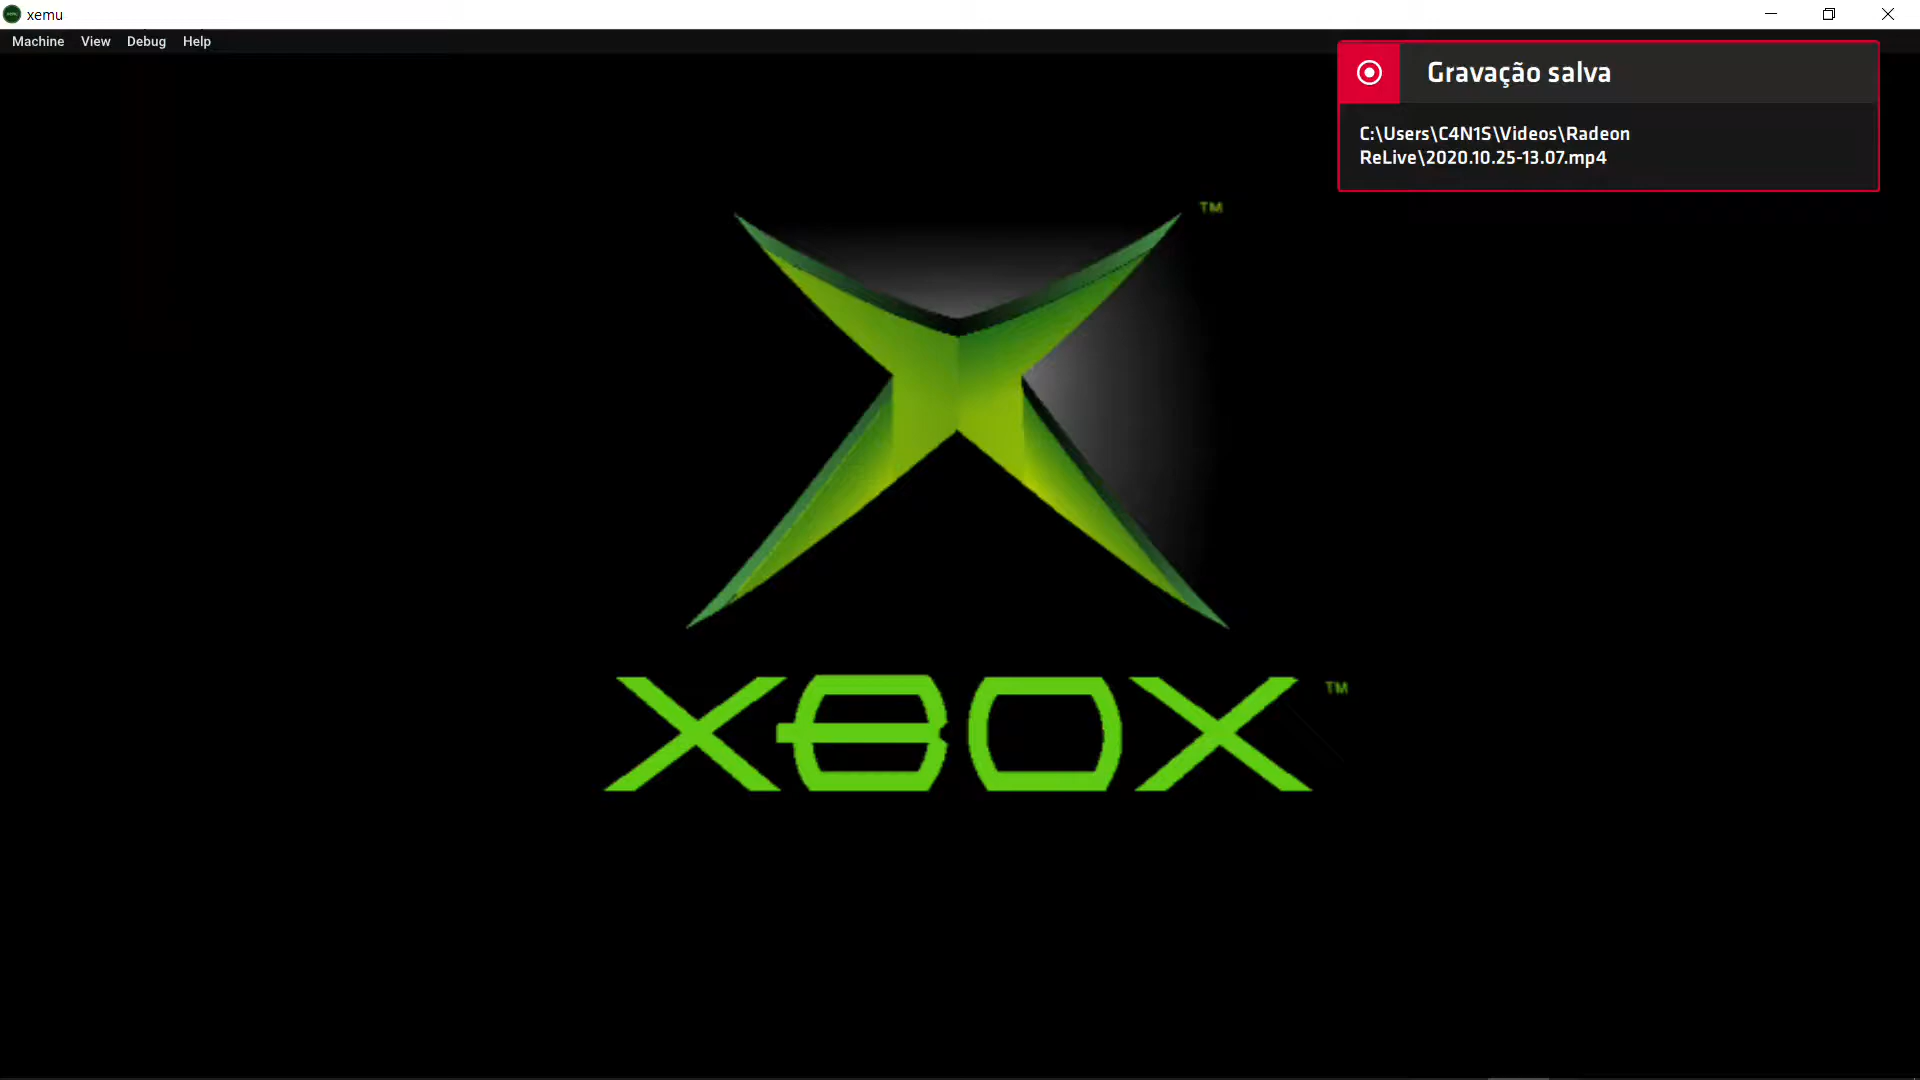 xemu
Machine View Debug Help
Gravação salva
C:\Users\C4N1S\Videos\Radeon
ReLive\2020.10.25-13.07.mp4
TM
XBOX TM